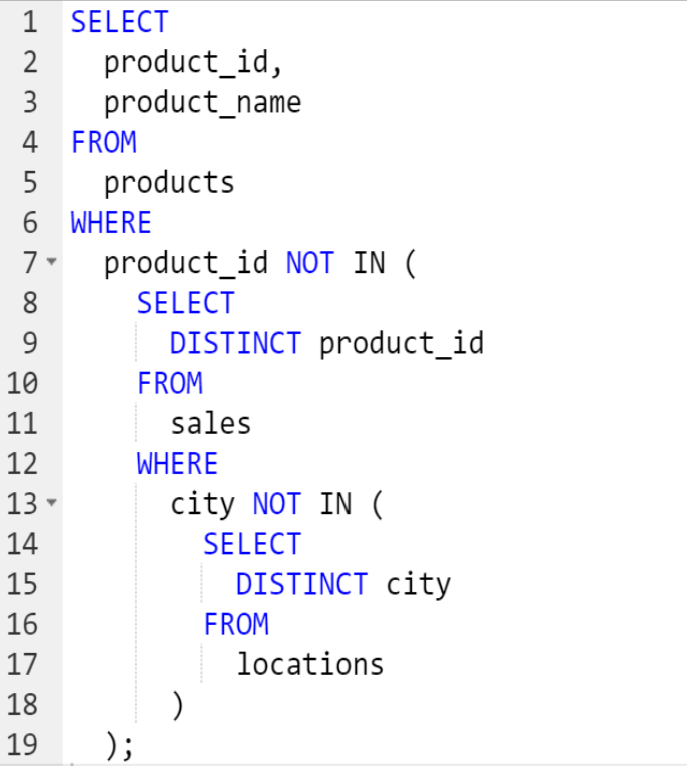 1 SELECT
2 product_id,
3 product_name
4 FROM
5 products
6 WHERE
7 product_id NOT IN (
8 SELECT
9 DISTINCT product_id
10 FROM
11 sales
12 WHERE
13 city NOT IN (
14 SELECT
15 DISTINCT city
16 FROM
17 locations
18 )
19 );